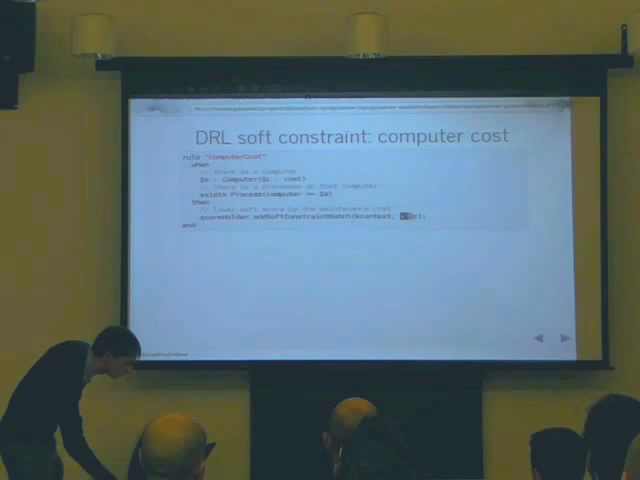 DRL soft constraint: computer cost
rule "computerCost"
when
// there is a computer
$s : Computer($c : cost)
// there is a processes on that computer
exists Process(computer == $s)
then
// lower soft score by the maintenance cost
scoreHolder.addSoftConstraintMatch(kcontext,
end